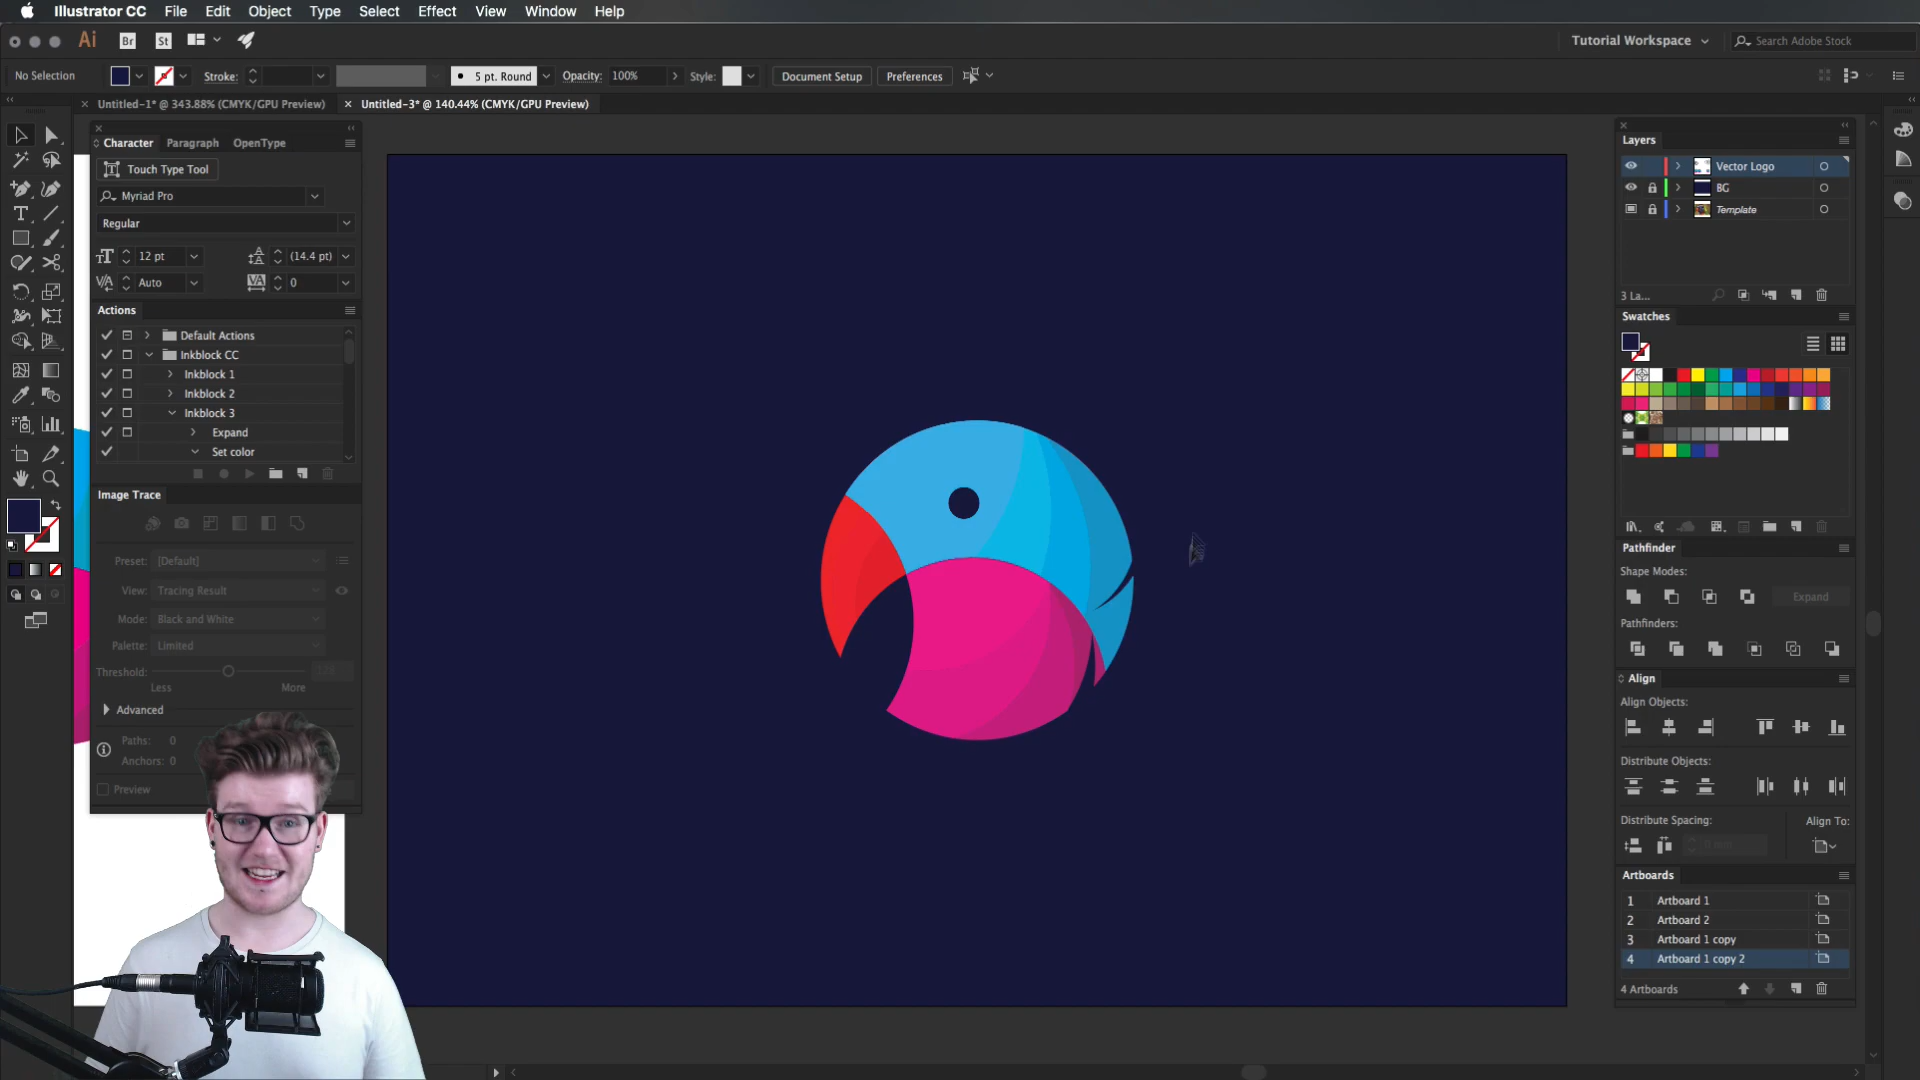 Illustrator CC File Edit Object Type Select Effect View Window Help
Ai Br St Tutorial Workspace Search Adobe Stock
No Selection Stroke: 5 pt. Round Opacity: 100% Style: Document Setup Preferences
Untitled-1* @ 343.88% (CMYK/GPU Preview) Untitled-3* @ 140.44% (CMYK/GPU Preview)
Character Paragraph OpenType
Touch Type Tool
Myriad Pro
Regular
12 pt (14.4 pt)
Auto 0
Actions
Default Actions
Inkblock CC
Inkblock 1
Inkblock 2
Inkblock 3
Expand
Set color
Image Trace
Preset: [Default]
View: Tracing Result
Mode: Black and White
Palette: Limited
Threshold:
Less More
Advanced
Paths: 0
Anchors: 0
Preview
Layers
Vector Logo
BG
Template
3 La...
Swatches
Pathfinder
Shape Modes:
Expand
Pathfinders:
Align
Align Objects:
Distribute Objects:
Distribute Spacing: Align To:
Artboards
1 Artboard 1
2 Artboard 2
3 Artboard 1 copy
4 Artboard 1 copy 2
4 Artboards